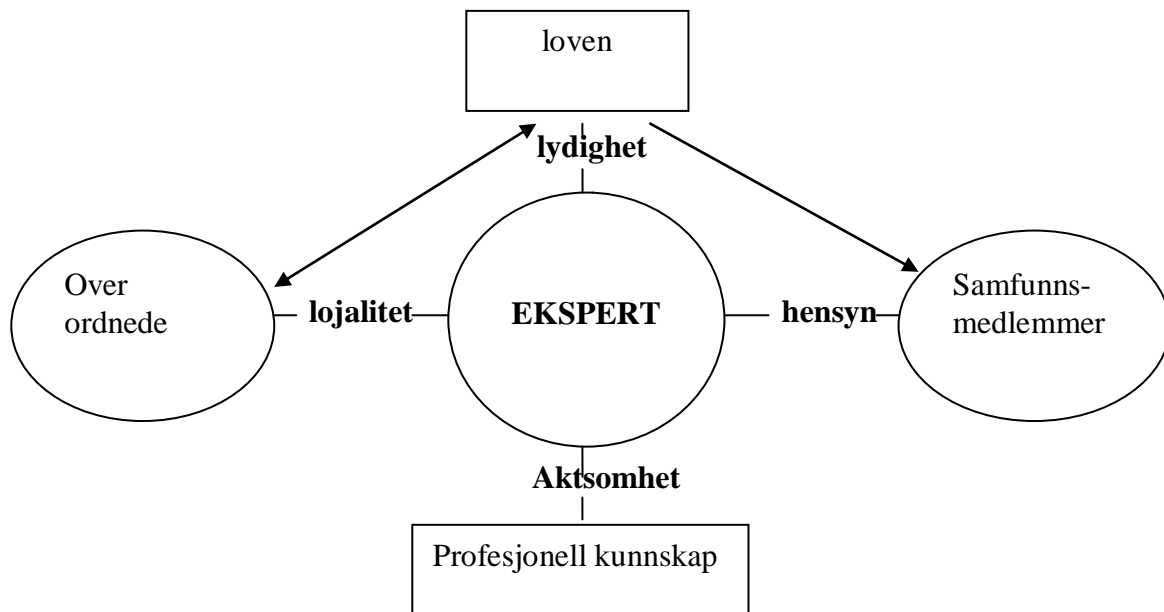 loven
lydighet
Over
ordnede
lojalitet
EKSPERT
hensyn
Samfunns-
medlemmer
Aktsomhet
Profesjonell kunnskap